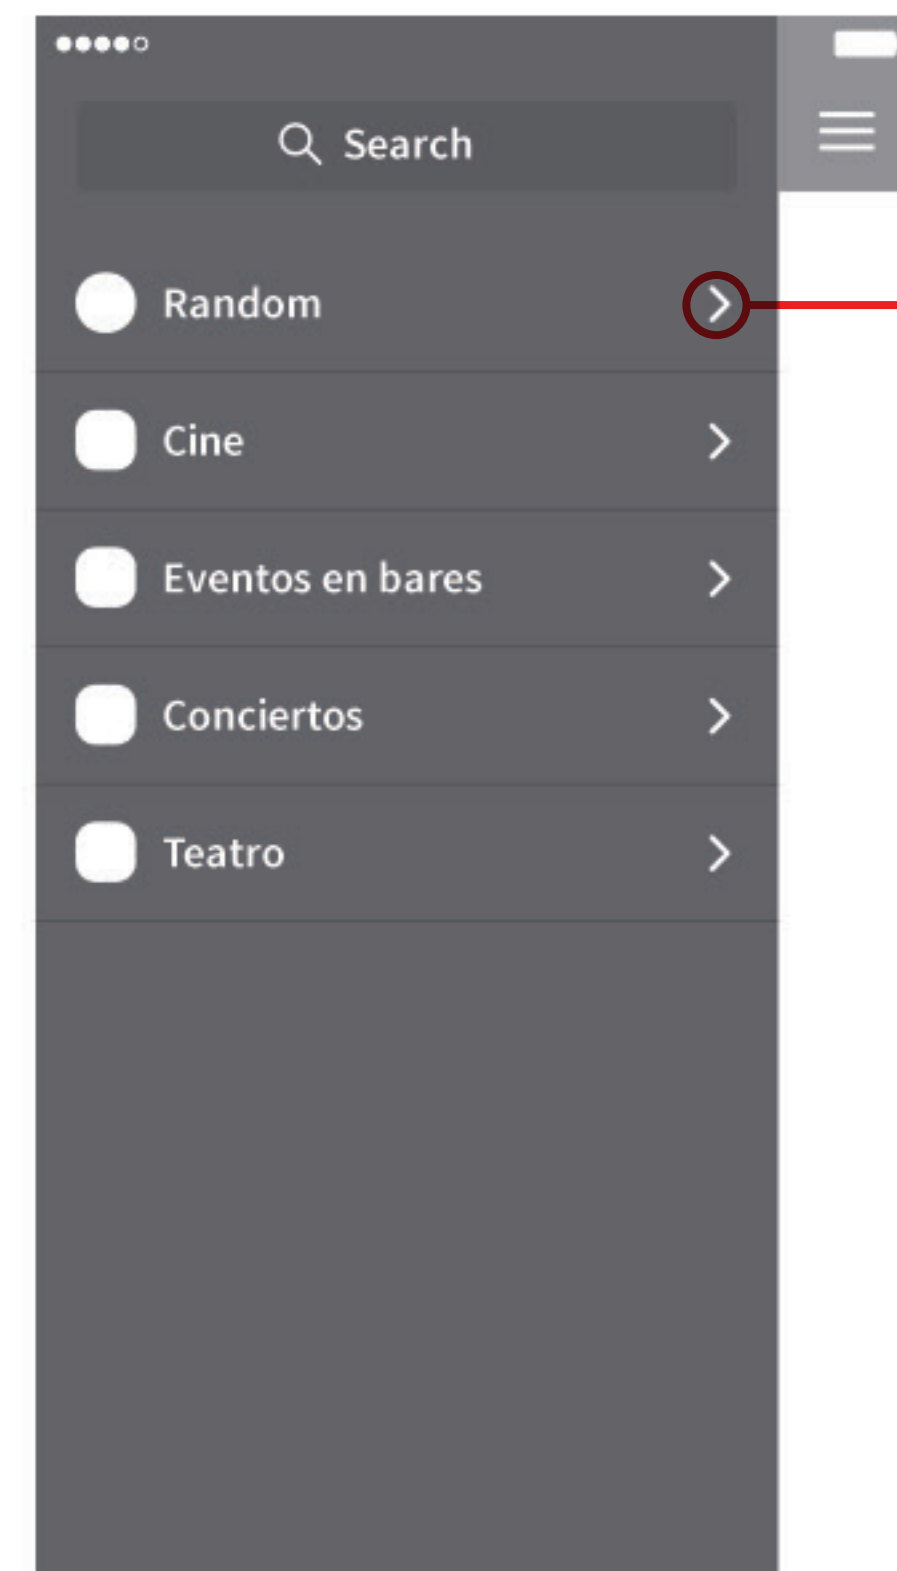 Search
Random
Cine
Eventos en bares
Conciertos
Teatro